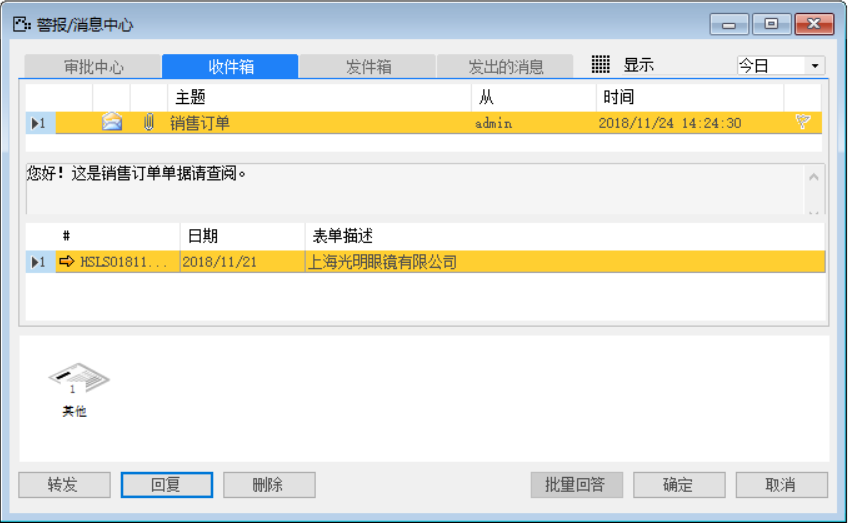 警报/消息中心
审批中心 收件箱 发件箱 发出的消息 显示 今日
主题 从 时间
1 销售订单 admin 2018/11/24 14:24:30
您好！这是销售订单单据请查阅。
# 日期 表单描述
1 HSLS01811... 2018/11/21 上海光明眼镜有限公司
1
其他
转发 回复 删除 批量回答 确定 取消